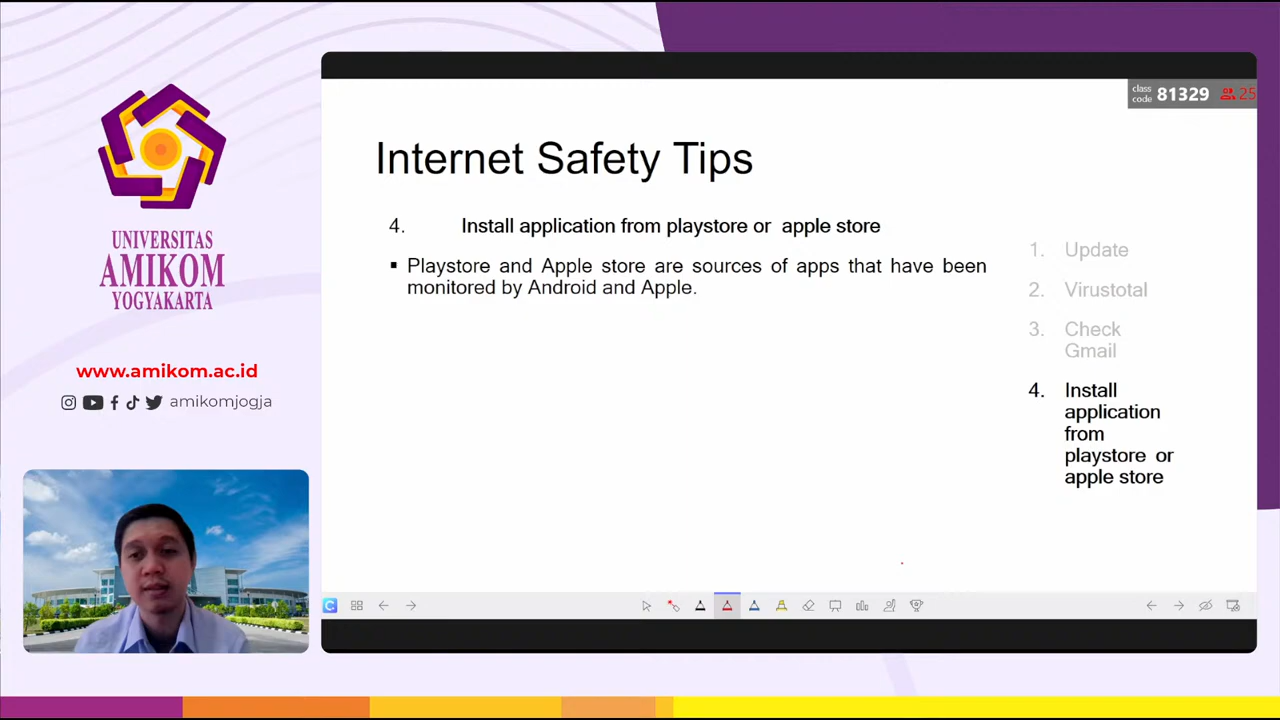 UNIVERSITAS
AMIKOM
YOGYAKARTA
www.amikom.ac.id
amikomjogja
class
code 81329 25
Internet Safety Tips
4. Install application from playstore or apple store
▪ Playstore and Apple store are sources of apps that have been
monitored by Android and Apple.
1. Update
2. Virustotal
3. Check
Gmail
4. Install
application
from
playstore or
apple store